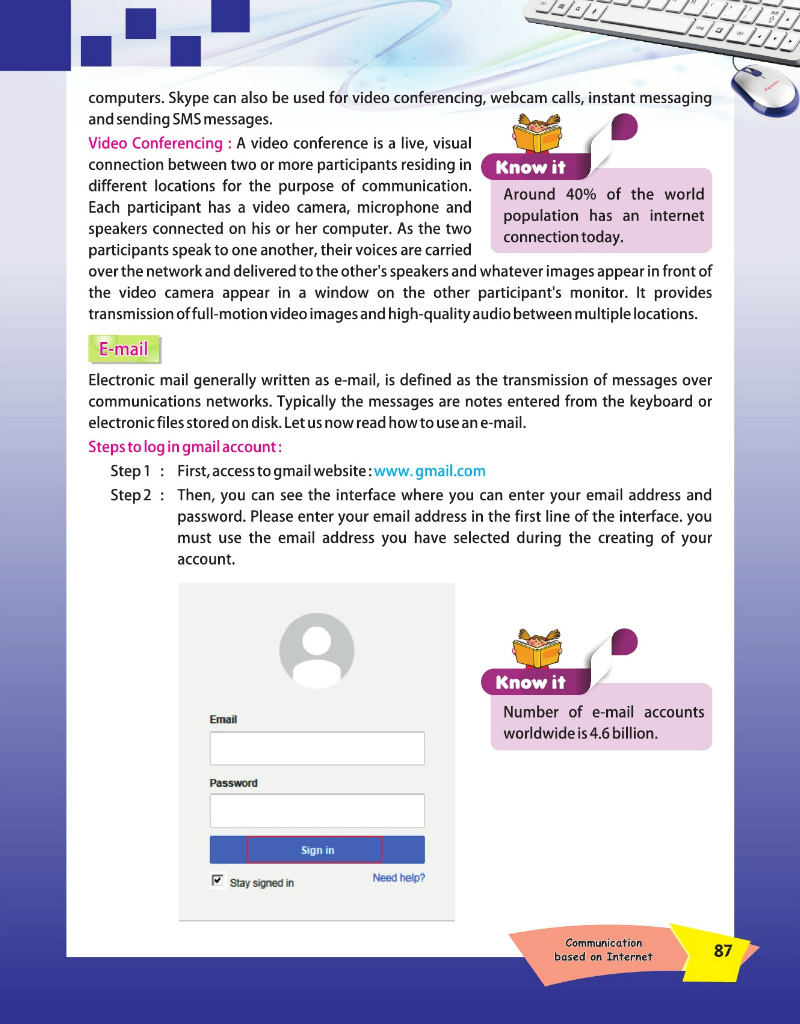 computers. Skype can also be used for video conferencing, webcam calls, instant messaging
and sending SMS messages.
Video Conferencing : A video conference is a live, visual
connection between two or more participants residing in
different locations for the purpose of communication.
Each participant has a video camera, microphone and
speakers connected on his or her computer. As the two
participants speak to one another, their voices are carried
over the network and delivered to the other's speakers and whatever images appear in front of
the video camera appear in a window on the other participant's monitor. It provides
transmission of full-motion video images and high-quality audio between multiple locations.
Know it
Around 40% of the world
population has an internet
connection today.
E-mail
Electronic mail generally written as e-mail, is defined as the transmission of messages over
communications networks. Typically the messages are notes entered from the keyboard or
electronic files stored on disk. Let us now read how to use an e-mail.
Steps to log in gmail account :
Step 1 : First, access to gmail website : www. gmail.com
Step 2 : Then, you can see the interface where you can enter your email address and
password. Please enter your email address in the first line of the interface. you
must use the email address you have selected during the creating of your
account.
Email
Password
Sign in
Stay signed in Need help?
Know it
Number of e-mail accounts
worldwide is 4.6 billion.
Communication
based on Internet
87